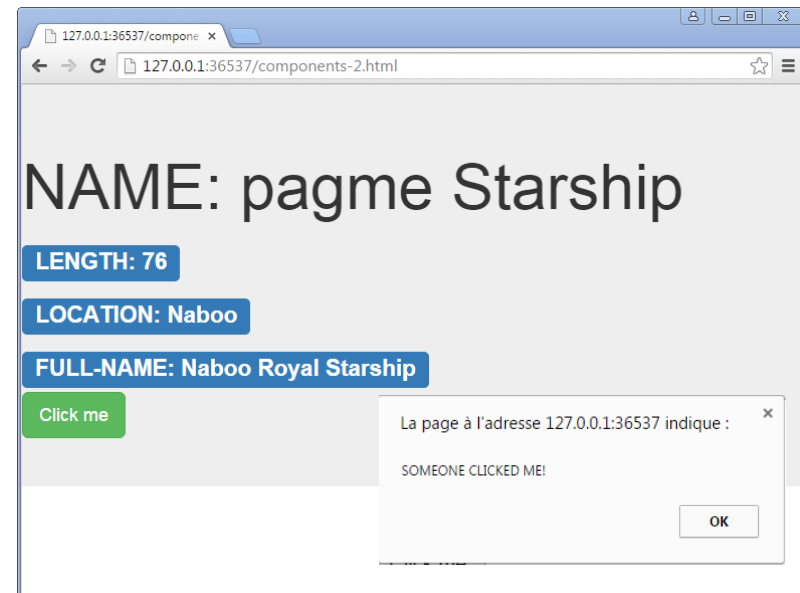 127.0.0.1:36537/compone
127.0.0.1:36537/components-2.html
NAME: pagme Starship
LENGTH: 76
LOCATION: Naboo
FULL-NAME: Naboo Royal Starship
Click me
La page à l'adresse 127.0.0.1:36537 indique :
SOMEONE CLICKED ME!
OK